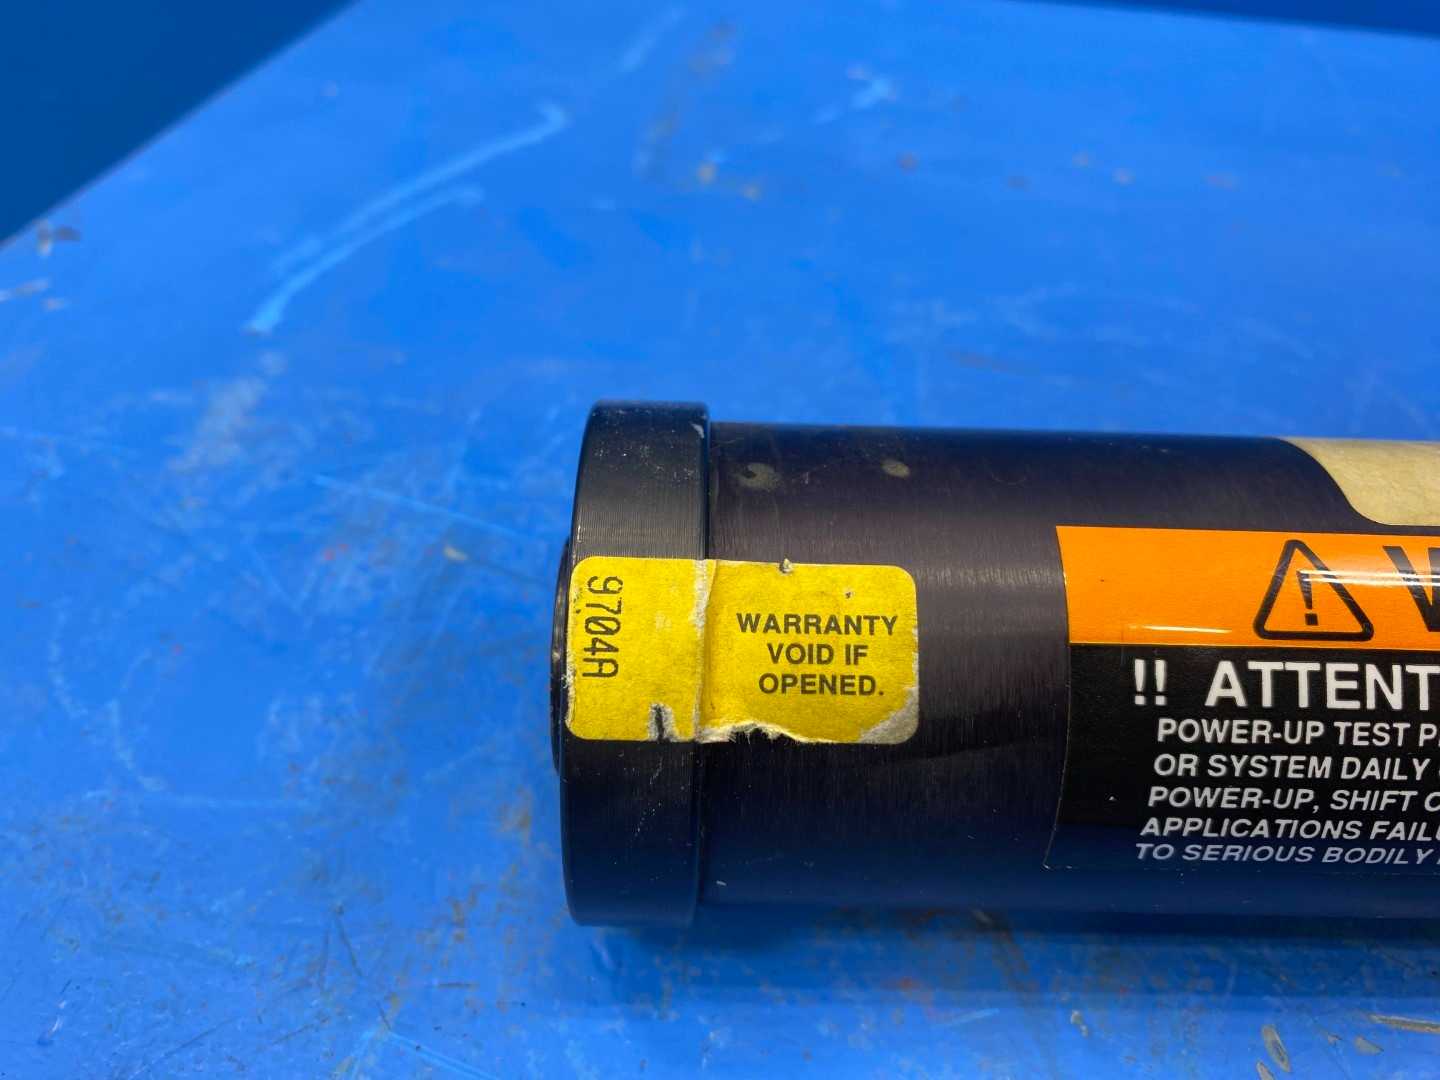 9704A
WARRANTY
VOID IF
OPENED.
!! ATTENT
POWER-UP TEST
OR SYSTEM DAILY
POWER-UP, SHIFT
APPLICATIONS FAILU
TO SERIOUS BODILY